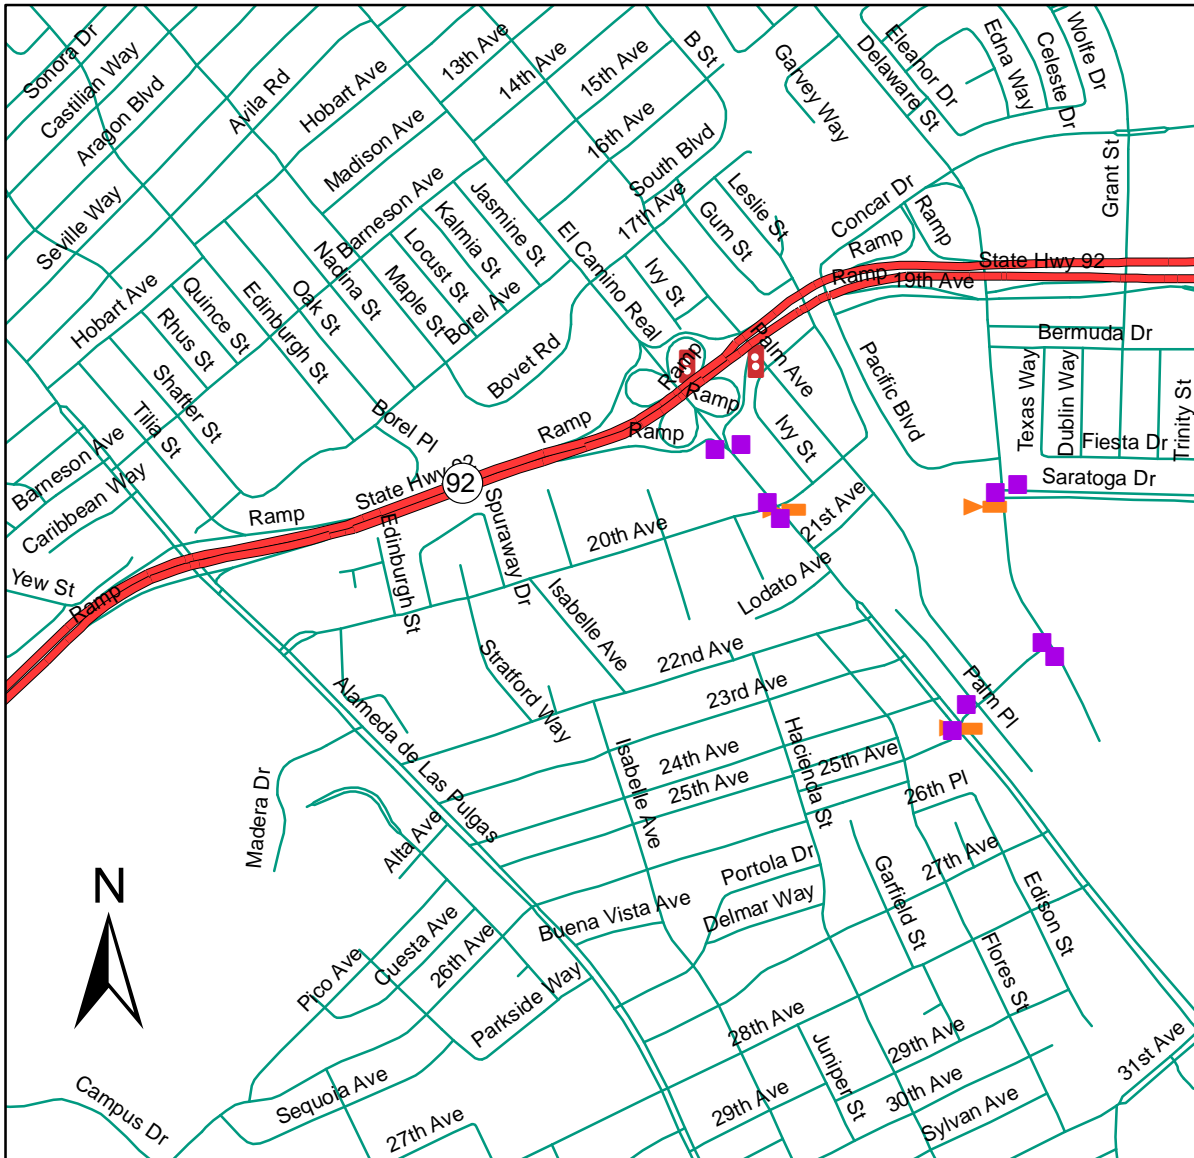 Sonora Dr
Castilian Way
Aragon Blvd
Seville Way
Avila Rd
Hobart Ave
Madison Ave
13th Ave
14th Ave
15th Ave
16th Ave
B St
South Blvd
17th Ave
Garvey Way
Delaware St
Eleanor Dr
Edna Way
Celeste Dr
Wolfe Dr
Grant St
Concar Dr
Ramp
Ramp
Leslie St
Gum St
Ivy St
El Camino Real
Jasmine St
Kalmia St
Locust St
Maple St
Barneson Ave
Borel Ave
Nadina St
Oak St
Edinburgh St
Quince St
Rhus St
Shafter St
Tilia St
Hobart Ave
Bovet Rd
Borel Pl
State Hwy 92
19th Ave
Ramp
Bermuda Dr
Texas Way
Dublin Way
Trinity St
Fiesta Dr
Saratoga Dr
Pacific Blvd
Palm Ave
Ramp
Ramp
Ramp
Ramp
Ivy St
State Hwy 92
92
Ramp
Barneson Ave
Caribbean Way
Yew St
Ramp
Edinburgh St
Spuraway Dr
20th Ave
21st Ave
Lodato Ave
Isabelle Ave
Stratford Way
22nd Ave
23rd Ave
24th Ave
25th Ave
25th Ave
Hacienda St
Isabelle Ave
Palm Pl
26th Pl
27th Ave
Alameda de Las Pulgas
Madera Dr
Alta Ave
Portola Dr
Delmar Way
Buena Vista Ave
Garfield St
Edison St
Flores St
N
Pico Ave
Cuesta Ave
26th Ave
Parkside Way
28th Ave
29th Ave
29th Ave
30th Ave
31st Ave
Juniper St
Sylvan Ave
Sequoia Ave
27th Ave
Campus Dr